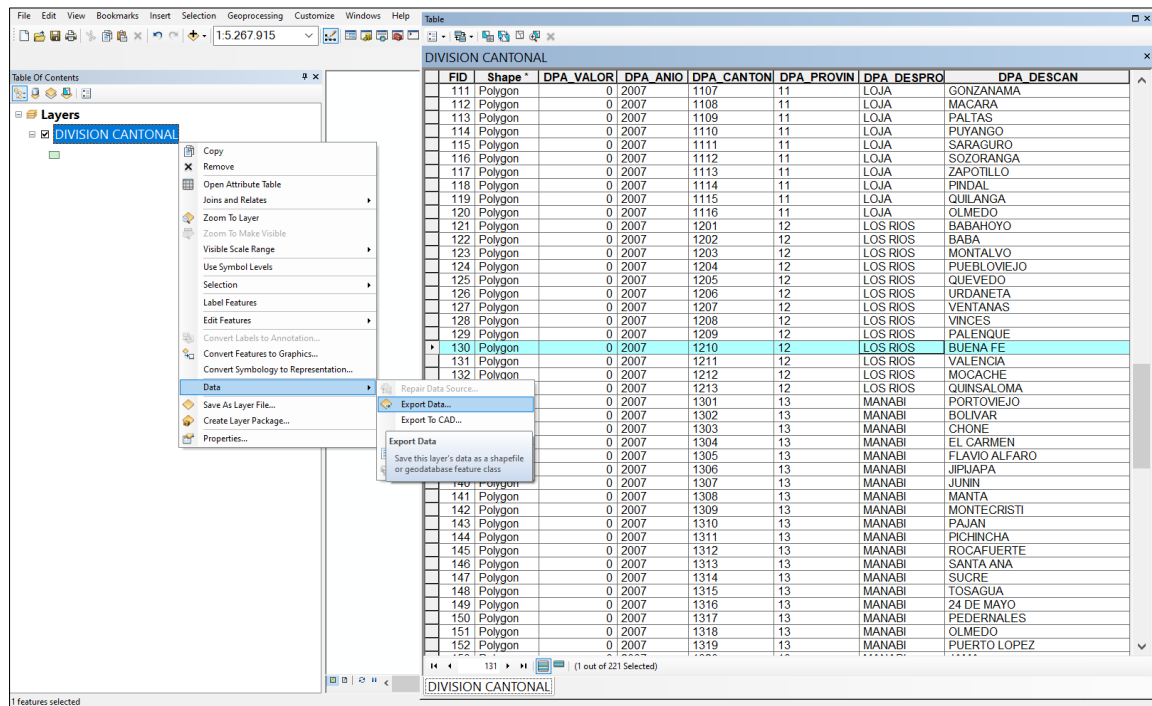 File Edit View Bookmarks Insert Selection Geoprocessing Customize Windows Help
1:5.267.915
Table Of Contents
Layers
DIVISION CANTONAL
Copy
Remove
Open Attribute Table
Joins and Relates
Zoom To Layer
Zoom To Make Visible
Visible Scale Range
Use Symbol Levels
Selection
Label Features
Edit Features
Convert Labels to Annotation...
Convert Features to Graphics...
Convert Symbology to Representation...
Data
Save As Layer File...
Create Layer Package...
Properties...
Repair Data Source...
Export Data...
Export To CAD...
Export Data
Save this layer's data as a shapefile
or geodatabase feature class
1 features selected
Table
DIVISION CANTONAL
FID Shape * DPA_VALOR DPA_ANIO DPA_CANTON DPA_PROVIN DPA_DESPRO DPA_DESCAN
111 Polygon 0 2007 1107 11 LOJA GONZANAMA
112 Polygon 0 2007 1108 11 LOJA MACARA
113 Polygon 0 2007 1109 11 LOJA PALTAS
114 Polygon 0 2007 1110 11 LOJA PUYANGO
115 Polygon 0 2007 1111 11 LOJA SARAGURO
116 Polygon 0 2007 1112 11 LOJA SOZORANGA
117 Polygon 0 2007 1113 11 LOJA ZAPOTILLO
118 Polygon 0 2007 1114 11 LOJA PINDAL
119 Polygon 0 2007 1115 11 LOJA QUILANGA
120 Polygon 0 2007 1116 11 LOJA OLMEDO
121 Polygon 0 2007 1201 12 LOS RIOS BABAHOYO
122 Polygon 0 2007 1202 12 LOS RIOS BABA
123 Polygon 0 2007 1203 12 LOS RIOS MONTALVO
124 Polygon 0 2007 1204 12 LOS RIOS PUEBLOVIEJO
125 Polygon 0 2007 1205 12 LOS RIOS QUEVEDO
126 Polygon 0 2007 1206 12 LOS RIOS URDANETA
127 Polygon 0 2007 1207 12 LOS RIOS VENTANAS
128 Polygon 0 2007 1208 12 LOS RIOS VINCES
129 Polygon 0 2007 1209 12 LOS RIOS PALENQUE
130 Polygon 0 2007 1210 12 LOS RIOS BUENA FE
131 Polygon 0 2007 1211 12 LOS RIOS VALENCIA
132 Polygon 0 2007 1212 12 LOS RIOS MOCACHE
0 2007 1213 12 LOS RIOS QUINSALOMA
0 2007 1301 13 MANABI PORTOVIEJO
0 2007 1302 13 MANABI BOLIVAR
0 2007 1303 13 MANABI CHONE
0 2007 1304 13 MANABI EL CARMEN
0 2007 1305 13 MANABI FLAVIO ALFARO
0 2007 1306 13 MANABI JIPIJAPA
140 Polygon 0 2007 1307 13 MANABI JUNIN
141 Polygon 0 2007 1308 13 MANABI MANTA
142 Polygon 0 2007 1309 13 MANABI MONTECRISTI
143 Polygon 0 2007 1310 13 MANABI PAJAN
144 Polygon 0 2007 1311 13 MANABI PICHINCHA
145 Polygon 0 2007 1312 13 MANABI ROCAFUERTE
146 Polygon 0 2007 1313 13 MANABI SANTA ANA
147 Polygon 0 2007 1314 13 MANABI SUCRE
148 Polygon 0 2007 1315 13 MANABI TOSAGUA
149 Polygon 0 2007 1316 13 MANABI 24 DE MAYO
150 Polygon 0 2007 1317 13 MANABI PEDERNALES
151 Polygon 0 2007 1318 13 MANABI OLMEDO
152 Polygon 0 2007 1319 13 MANABI PUERTO LOPEZ
131 (1 out of 221 Selected)
DIVISION CANTONAL